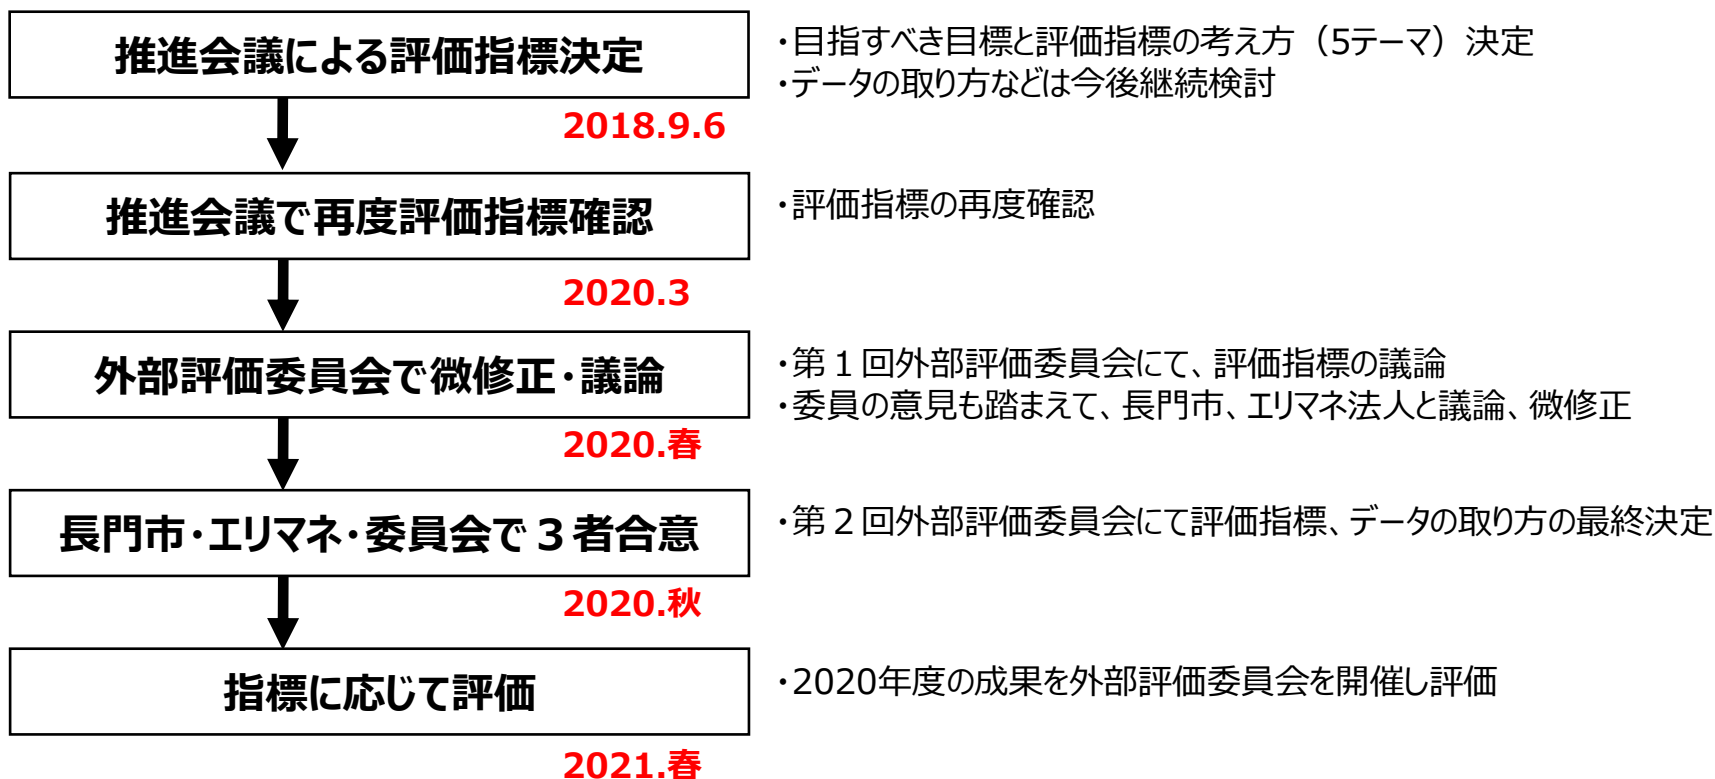 推進会議による評価指標決定
・目指すべき目標と評価指標の考え方（5テーマ）決定
・データの取り方などは今後継続検討
2018.9.6
推進会議で再度評価指標確認
・評価指標の再度確認
2020.3
外部評価委員会で微修正・議論
・第１回外部評価委員会にて、評価指標の議論
・委員の意見も踏まえて、長門市、エリマネ法人と議論、微修正
2020.春
長門市・エリマネ・委員会で３者合意
・第２回外部評価委員会にて評価指標、データの取り方の最終決定
2020.秋
指標に応じて評価
・2020年度の成果を外部評価委員会を開催し評価
2021.春